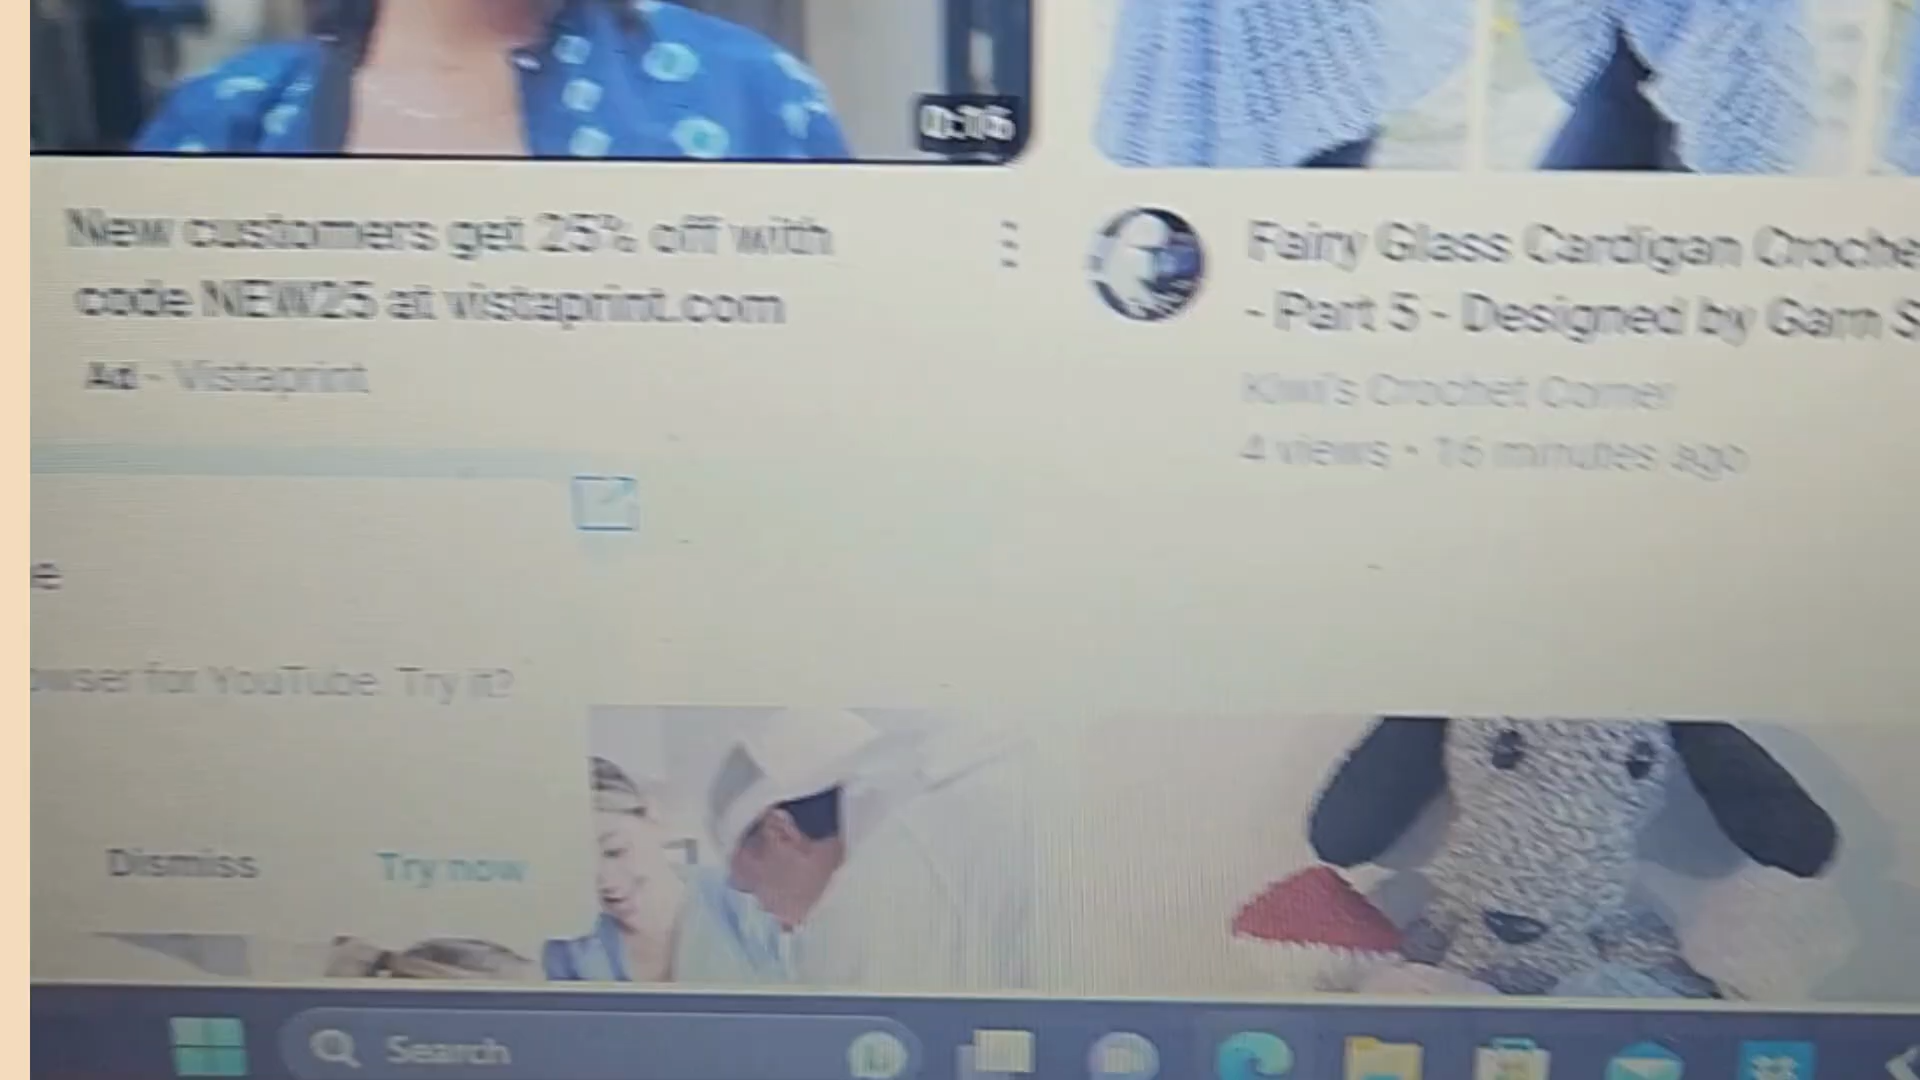 New customers get 25% off with
code NEW25 at vistaprint.com
Ad - Vistaprint
Fairy Glass Cardigan Croche
- Part 5 - Designed by Garn S
Kiwi's Crochet Corner
4 views • 16 minutes ago
e
owser for YouTube Try it?
Dismiss
Try now
Search